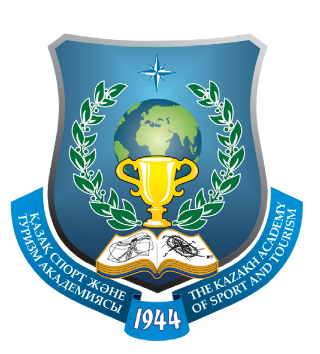 ҚАЗАҚ СПОРТ ЖӘНЕ
ТУРИЗМ АКАДЕМИЯСЫ
1944
THE KAZAKH ACADEMY
OF SPORT AND TOURISM